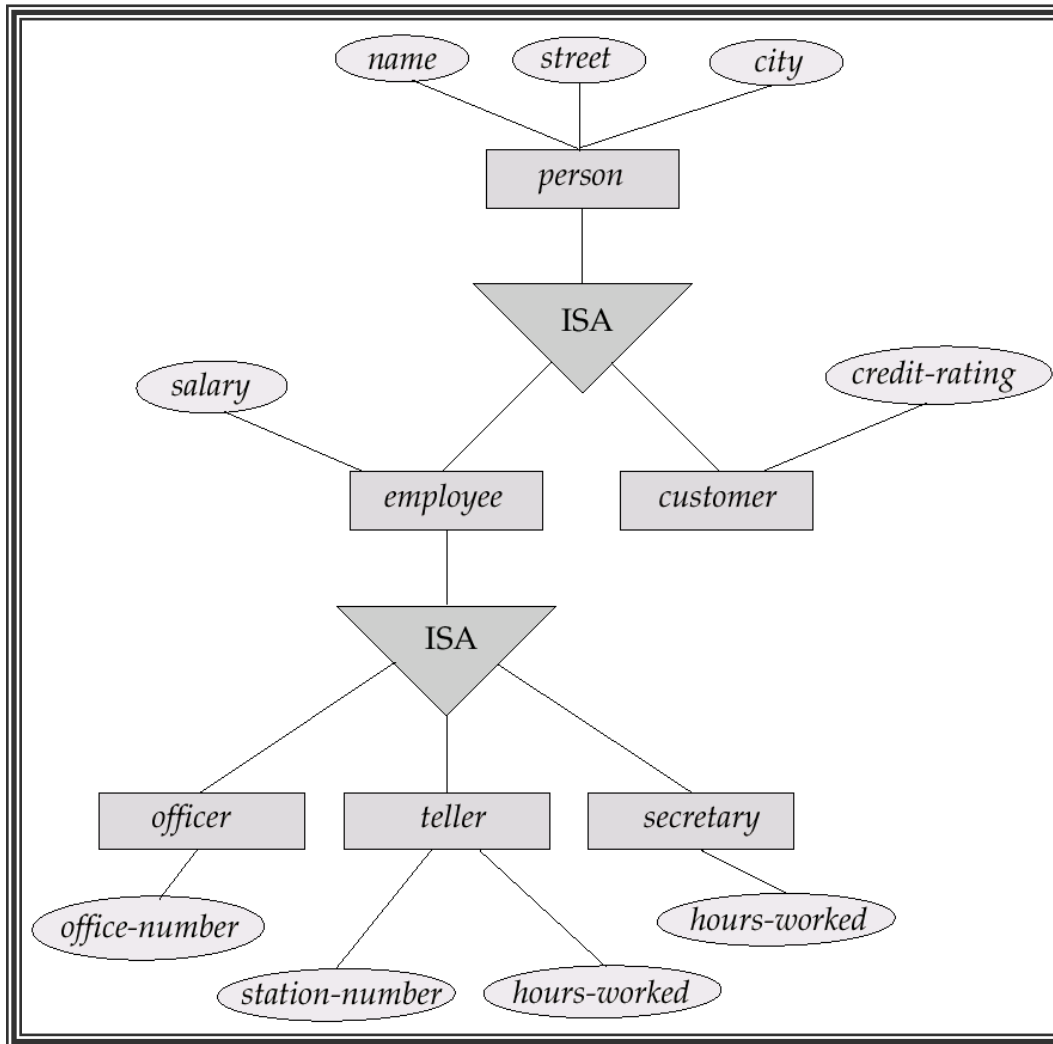 name
street
city
person
ISA
salary
credit-rating
employee
customer
ISA
officer
teller
secretary
office-number
hours-worked
station-number
hours-worked